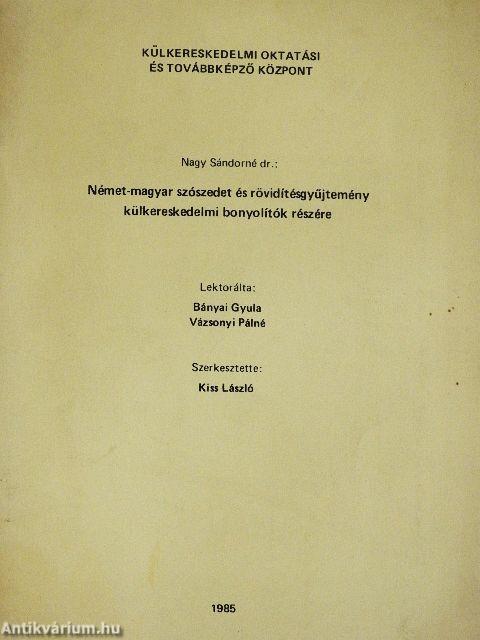 KÜLKERESKEDELMI OKTATÁSI
ÉS TOVÁBBKÉPZŐ KÖZPONT
Nagy Sándorné dr.:
Német-magyar szószedet és rövidítésgyűjtemény
külkereskedelmi bonyolítók részére
Lektorálta:
Bányai Gyula
Vázsonyi Pálné
Szerkesztette:
Kiss László
1985
Antikvárium.hu